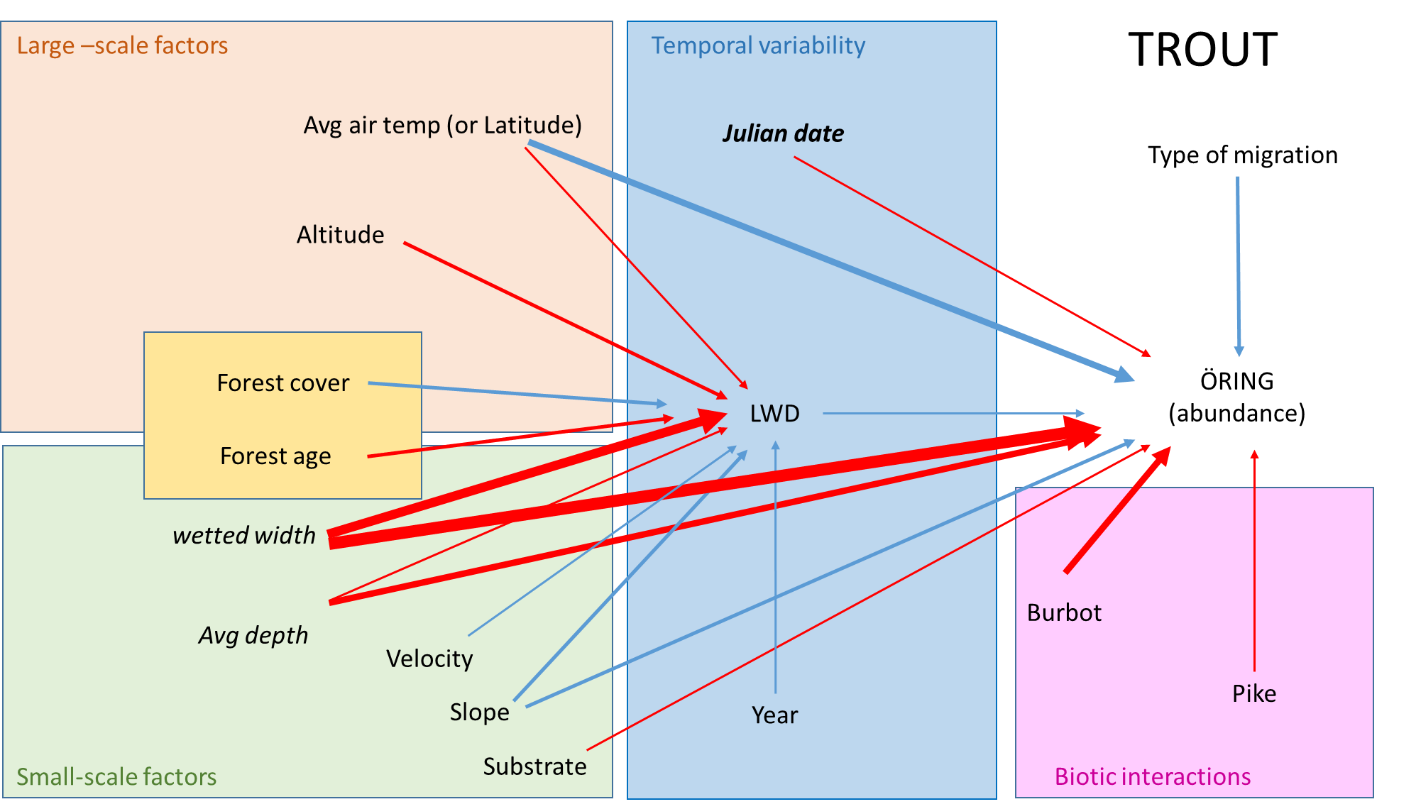 Large –scale factors
Temporal variability
TROUT
Avg air temp (or Latitude)
Julian date
Type of migration
Altitude
Forest cover
ÖRING
(abundance)
LWD
Forest age
wetted width
Avg depth
Burbot
Velocity
Slope
Year
Pike
Substrate
Small-scale factors
Biotic interactions